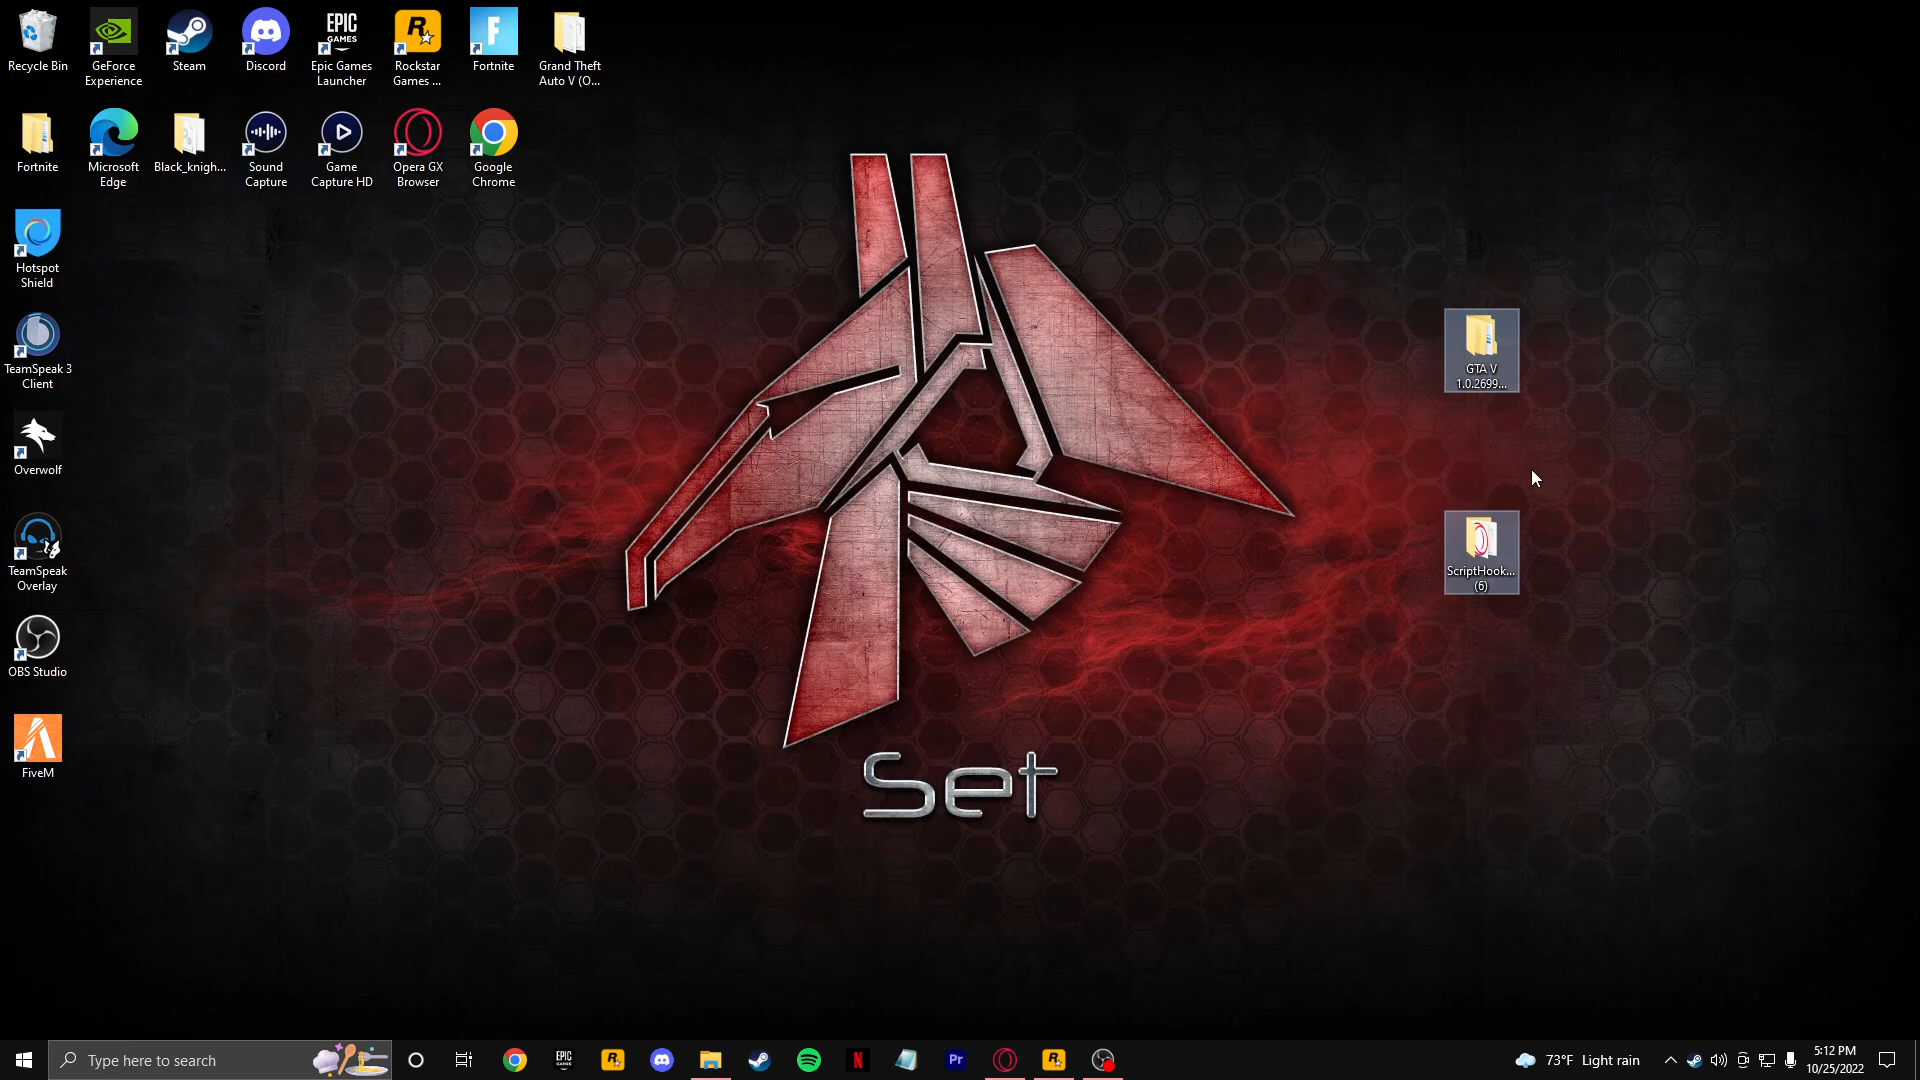 Recycle Bin
GeForce
Experience
Steam
Discord
EPIC
GAMES
Epic Games
Launcher
Rockstar
Games ...
Fortnite
Grand Theft
Auto V (O...
Fortnite
Microsoft
Edge
Black_knigh...
Sound
Capture
Game
Capture HD
Opera GX
Browser
Google
Chrome
Hotspot
Shield
TeamSpeak 3
Client
Overwolf
TeamSpeak
Overlay
OBS Studio
FiveM
GTA V
1.0.2699...
ScriptHook...
(6)
Set
Type here to search
EPIC
GAMES
Pr
73°F Light rain
5:12 PM
10/25/2022